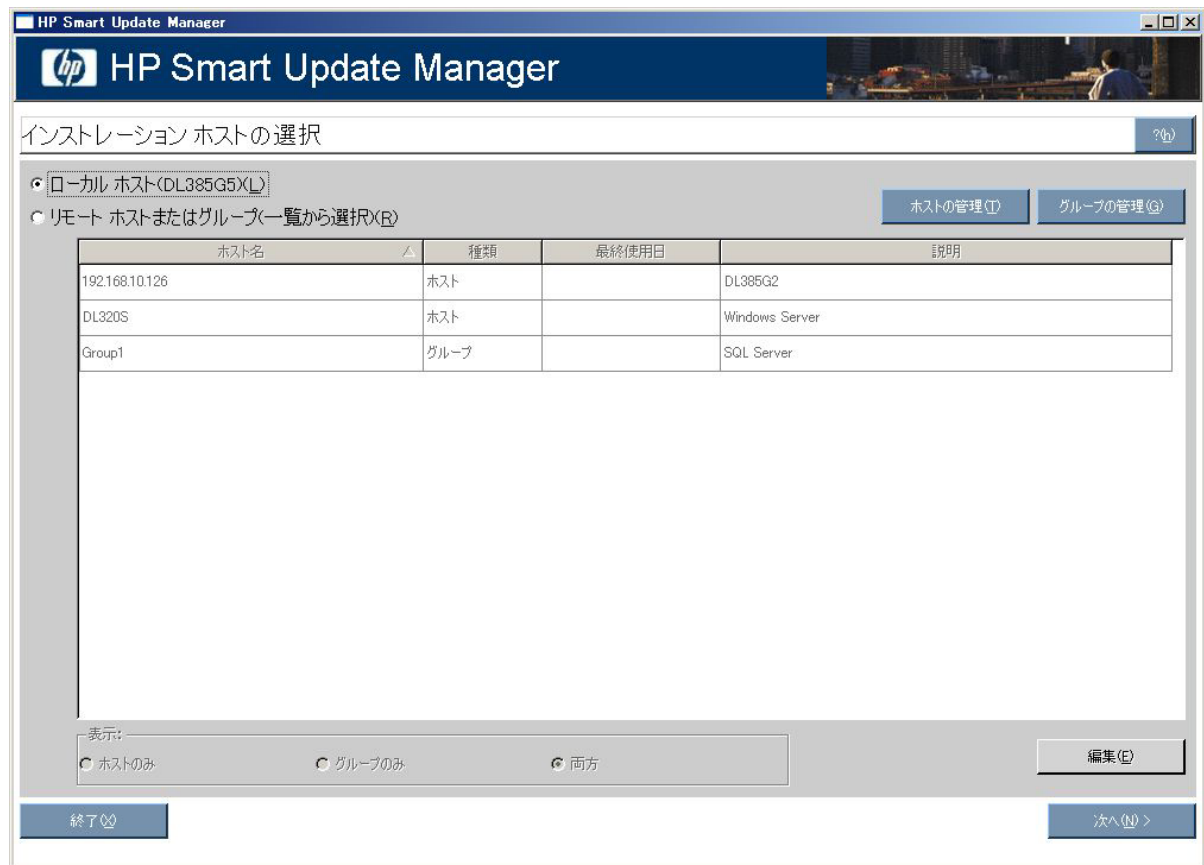 HP Smart Update Manager
hp HP Smart Update Manager
インストレーション ホストの選択 ?(h)
ローカル ホスト(DL385G5)(L)
リモート ホストまたはグループ(一覧から選択)(R) ホストの管理(T) グループの管理(G)
ホスト名 種類 最終使用日 説明
192.168.10.126 ホスト DL385G2
DL320S ホスト Windows Server
Group1 グループ SQL Server
表示:
ホストのみ グループのみ 両方 編集(E)
終了(X) 次へ(N) >